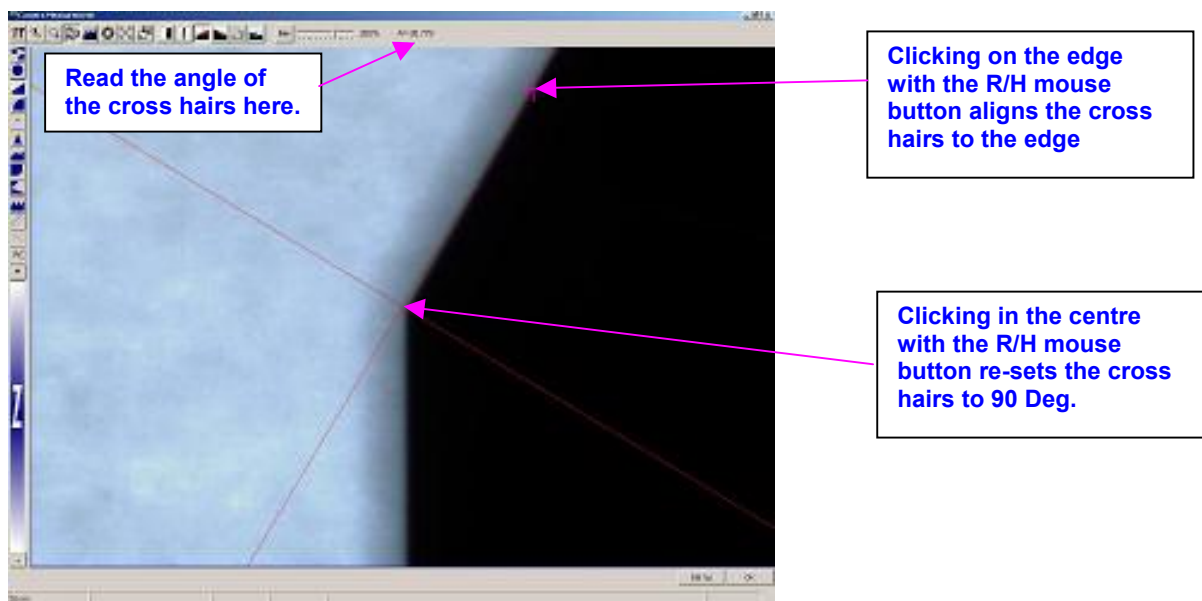 Read the angle of
the cross hairs here.
Clicking on the edge
with the R/H mouse
button aligns the cross
hairs to the edge
Clicking in the centre
with the R/H mouse
button re-sets the cross
hairs to 90 Deg.